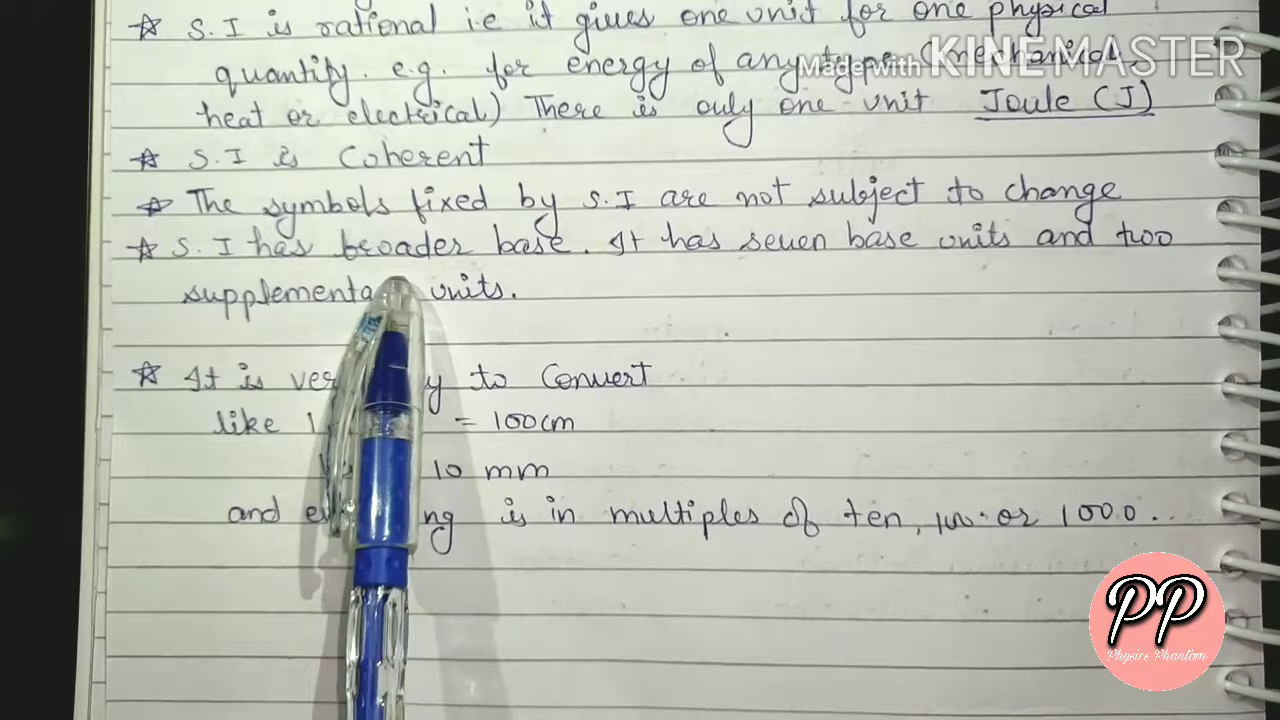 ☆ S.I is rational i.e it gives one unit for one physical
quantity. e.g. for energy of any type (mechanical,
Made with KINEMASTER
heat or electrical) There is only one unit Joule (J)
☆ S.I is Coherent
☆ The symbols fixed by S.I are not subject to change
☆ S.I has broader base. It has seven base units and two
supplementa units.
☆ It is ver y to Convert
like 1 = 100cm
10 mm
and e ng is in multiples of ten, 100 or 1000..
PP
Physics Phantom